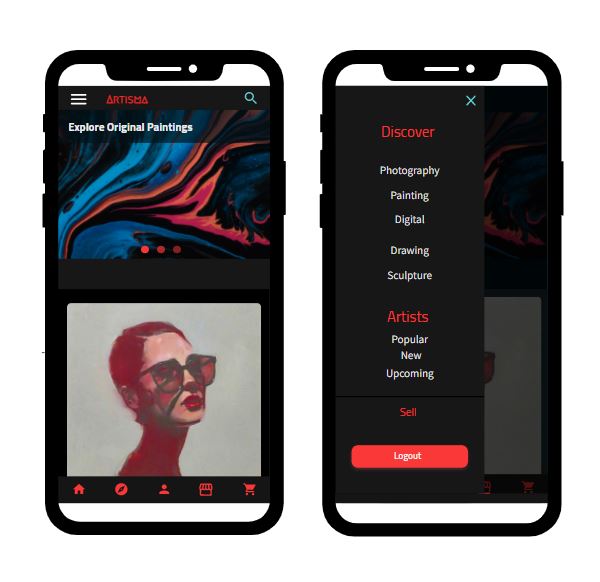 ARTISMA
Explore Original Paintings
Discover
Photography
Painting
Digital
Drawing
Sculpture
Artists
Popular
New
Upcoming
Sell
Logout